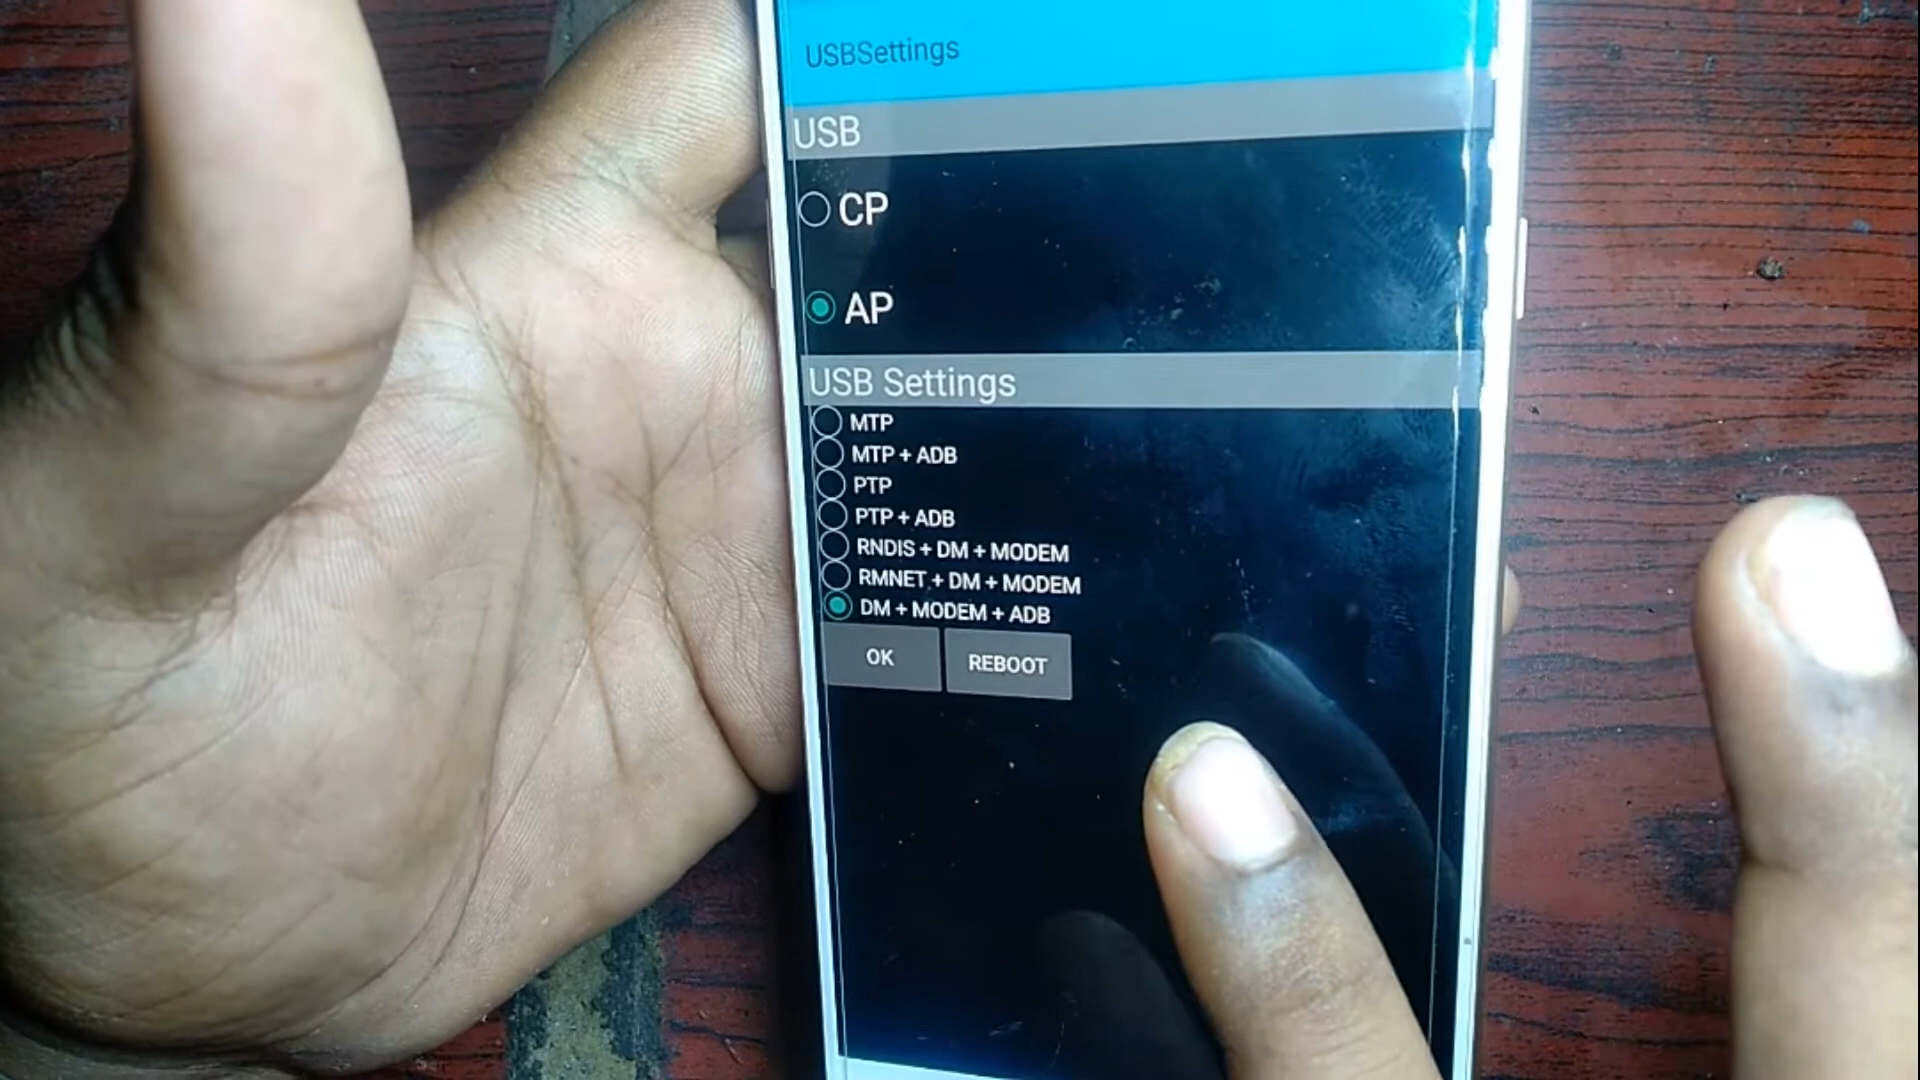 USBSettings
USB
CP
AP
USB Settings
MTP
MTP + ADB
PTP
PTP + ADB
RNDIS + DM + MODEM
RMNET + DM + MODEM
DM + MODEM + ADB
OK REBOOT